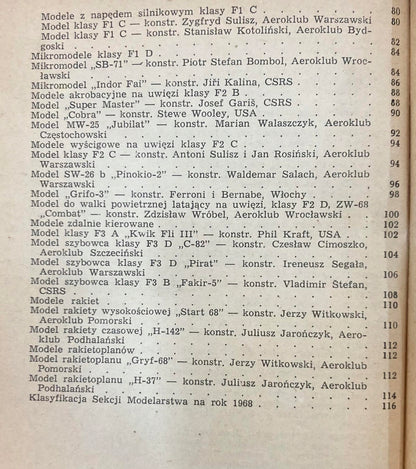 Modele z napędem silnikowym klasy F1 C . . . . . 80
Model klasy F1 C — konstr. Zygfryd Sulisz, Aeroklub Warszawski 80
Model klasy F1 C — konstr. Stanisław Kotoliński, Aeroklub Byd-
goski . . . . . 82
Mikromodele klasy F1 D . . . . . 84
Mikromodel „SB-71" — konstr. Piotr Stefan Bombol, Aeroklub Wroc-
ławski . . . . . 84
Mikromodel „Indor Fai" — konstr. Jiři Kalina, CSRS . . . 86
Modele akrobacyjne na uwięzi klasy F2 B . . . . . 88
Model „Super Master" — konstr. Josef Gariš, CSRS . . . 88
Model „Cobra" — konstr. Stewe Wooley, USA . . . . . 90
Model MW-25 „Jubilat" — konstr. Marian Walaszczyk, Aeroklub
Częstochowski . . . . . 92
Modele wyścigowe na uwięzi klasy F2 C . . . . . 94
Model klasy F2 C — konstr. Antoni Sulisz i Jan Rosiński, Aeroklub
Warszawski . . . . . 94
Model SW-26 b „Pinokio-2" — konstr. Waldemar Salach, Aeroklub
Warszawski . . . . . 96
Model „Grifo-3" — konstr. Ferroni i Bernabe, Włochy . . . 98
Model do walki powietrznej latający na uwięzi, klasy F2 D, ZW-68
„Combat" — konstr. Zdzisław Wróbel, Aeroklub Wrocławski . 100
Modele zdalnie kierowane . . . . . 102
Model klasy F3 A „Kwik Fli III" — konstr. Phil Kraft, USA . . 102
Model szybowca klasy F3 D „C-82" — konstr. Czesław Cimoszko,
Aeroklub Szczeciński . . . . . 104
Model szybowca klasy F3 D „Pirat" — konstr. Ireneusz Segała,
Aeroklub Warszawski . . . . . 106
Model szybowca klasy F3 B „Fakir-5" — konstr. Vladimir Stefan,
CSRS . . . . . 108
Modele rakiet . . . . . 110
Model rakiety wysokościowej „Start 68" — konstr. Jerzy Witkowski,
Aeroklub Pomorski . . . . . 110
Model rakiety czasowej „H-142" — konstr. Juliusz Jarończyk, Aero-
klub Podhalański . . . . . 112
Modele rakietoplanów . . . . . 112
Model rakietoplanu „Gryf-68" — konstr. Jerzy Witkowski, Aeroklub
Pomorski . . . . . 112
Model rakietoplanu „H-37" — konstr. Juliusz Jarończyk, Aeroklub
Podhalański . . . . . 114
Klasyfikacja Sekcji Modelarstwa na rok 1968 . . . . . 116